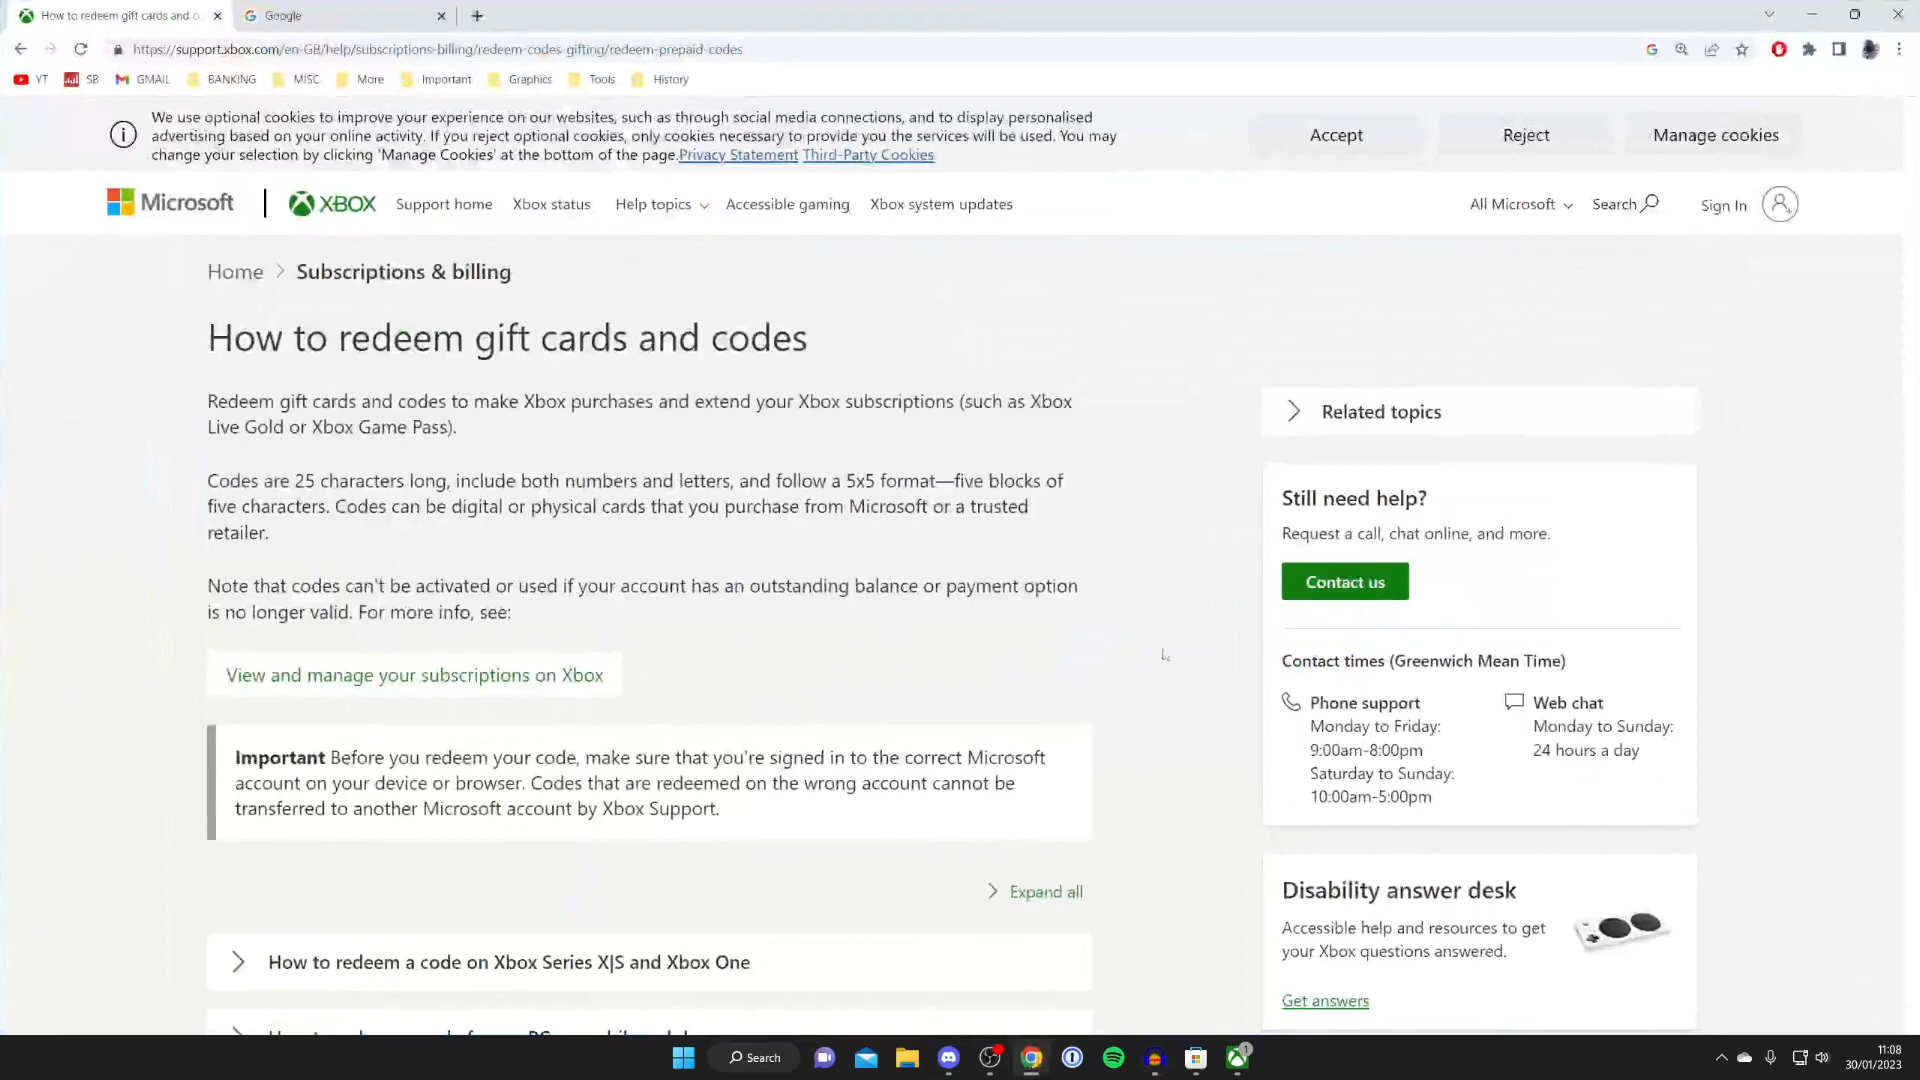 How to redeem gift cards and c
Google
https://support.xbox.com/en-GB/help/subscriptions-billing/redeem-codes-gifting/redeem-prepaid-codes
YT
SB
GMAIL
BANKING
MISC
More
Important
Graphics
Tools
History
We use optional cookies to improve your experience on our websites, such as through social media connections, and to display personalised
advertising based on your online activity. If you reject optional cookies, only cookies necessary to provide you the services will be used. You may
change your selection by clicking 'Manage Cookies' at the bottom of the page. Privacy Statement Third-Party Cookies
Accept
Reject
Manage cookies
Microsoft
XBOX
Support home
Xbox status
Help topics
Accessible gaming
Xbox system updates
All Microsoft
Search
Sign In
Home > Subscriptions & billing
How to redeem gift cards and codes
Redeem gift cards and codes to make Xbox purchases and extend your Xbox subscriptions (such as Xbox
Live Gold or Xbox Game Pass).
Codes are 25 characters long, include both numbers and letters, and follow a 5x5 format—five blocks of
five characters. Codes can be digital or physical cards that you purchase from Microsoft or a trusted
retailer.
Note that codes can't be activated or used if your account has an outstanding balance or payment option
is no longer valid. For more info, see:
View and manage your subscriptions on Xbox
Important Before you redeem your code, make sure that you're signed in to the correct Microsoft
account on your device or browser. Codes that are redeemed on the wrong account cannot be
transferred to another Microsoft account by Xbox Support.
Expand all
How to redeem a code on Xbox Series X|S and Xbox One
Related topics
Still need help?
Request a call, chat online, and more.
Contact us
Contact times (Greenwich Mean Time)
Phone support
Monday to Friday:
9:00am-8:00pm
Saturday to Sunday:
10:00am-5:00pm
Web chat
Monday to Sunday:
24 hours a day
Disability answer desk
Accessible help and resources to get
your Xbox questions answered.
Get answers
Search
1
11:08
30/01/2023